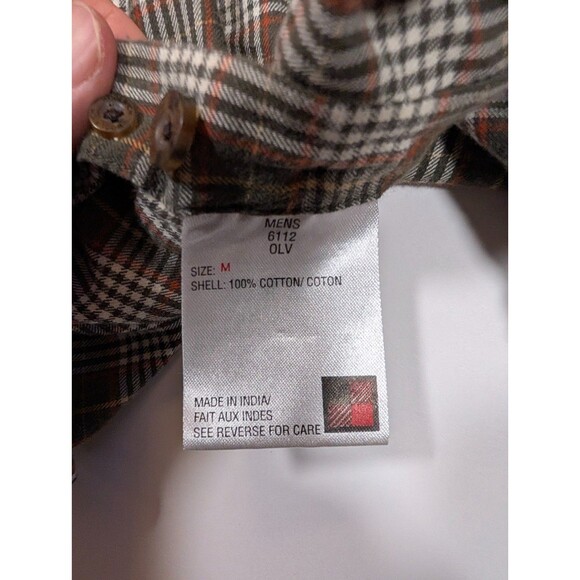 MENS
6112
OLV
SIZE: M
SHELL: 100% COTTON/ COTON
MADE IN INDIA/
FAIT AUX INDES
SEE REVERSE FOR CARE